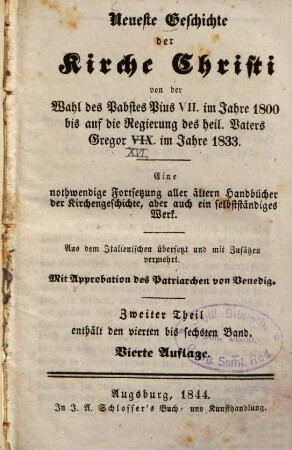 Neueste Geschichte
der
Kirche Christi
von der
Wahl des Pabstes Pius VII. im Jahre 1800
bis auf die Regierung des heil. Vaters
Gregor VIX. im Jahre 1833.
XVI.
Eine
nothwendige Fortsetzung aller ältern Handbücher
der Kirchengeschichte, aber auch ein selbstständiges
Werk.
Aus dem Italienischen übersetzt und mit Zusätzen
vermehrt.
Mit Approbation des Patriarchen von Venedig.
Zweiter Theil
enthält den vierten bis sechsten Band.
Vierte Auflage.
Augsburg, 1844.
In J. A. Schlosser's Buch- und Kunsthandlung.